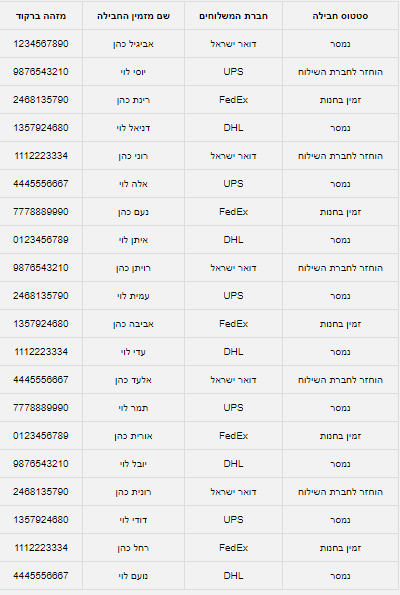 סטטוס חבילה חברת המשלוחים שם מזמין החבילה מזהה ברקוד
נמסר דואר ישראל אביגיל כהן 1234567890
הוחזר לחברת השילוח UPS יוסי לוי 9876543210
זמין בחנות FedEx רינת כהן 2468135790
נמסר DHL דניאל לוי 1357924680
הוחזר לחברת השילוח דואר ישראל רוני כהן 1112223334
נמסר UPS אלה לוי 4445556667
זמין בחנות FedEx נעם כהן 7778889990
נמסר DHL איתן לוי 0123456789
הוחזר לחברת השילוח דואר ישראל רויתן כהן 9876543210
נמסר UPS עמית לוי 2468135790
זמין בחנות FedEx אביבה כהן 1357924680
נמסר DHL עדי לוי 1112223334
הוחזר לחברת השילוח דואר ישראל אלעד כהן 4445556667
נמסר UPS תמר לוי 7778889990
זמין בחנות FedEx אורית כהן 0123456789
נמסר DHL יובל לוי 9876543210
הוחזר לחברת השילוח דואר ישראל רונית כהן 2468135790
נמסר UPS דודי לוי 1357924680
זמין בחנות FedEx רחל כהן 1112223334
נמסר DHL נועם לוי 4445556667